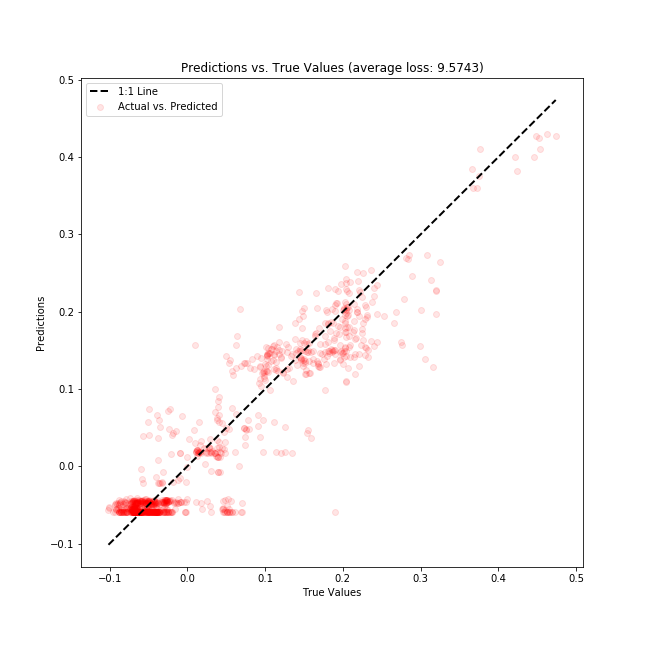 Predictions vs. True Values (average loss: 9.5743)
1:1 Line
Actual vs. Predicted
0.5
0.4
0.3
0.2
0.1
0.0
−0.1
Predictions
−0.1 0.0 0.1 0.2 0.3 0.4 0.5
True Values